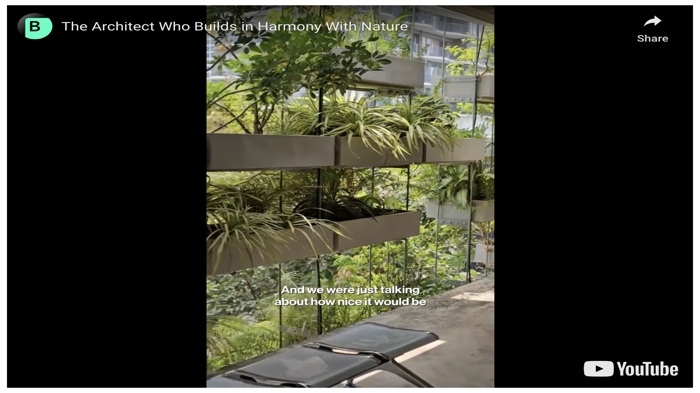 B
The Architect Who Builds in Harmony With Nature
Share
And we were just talking
about how nice it would be
YouTube